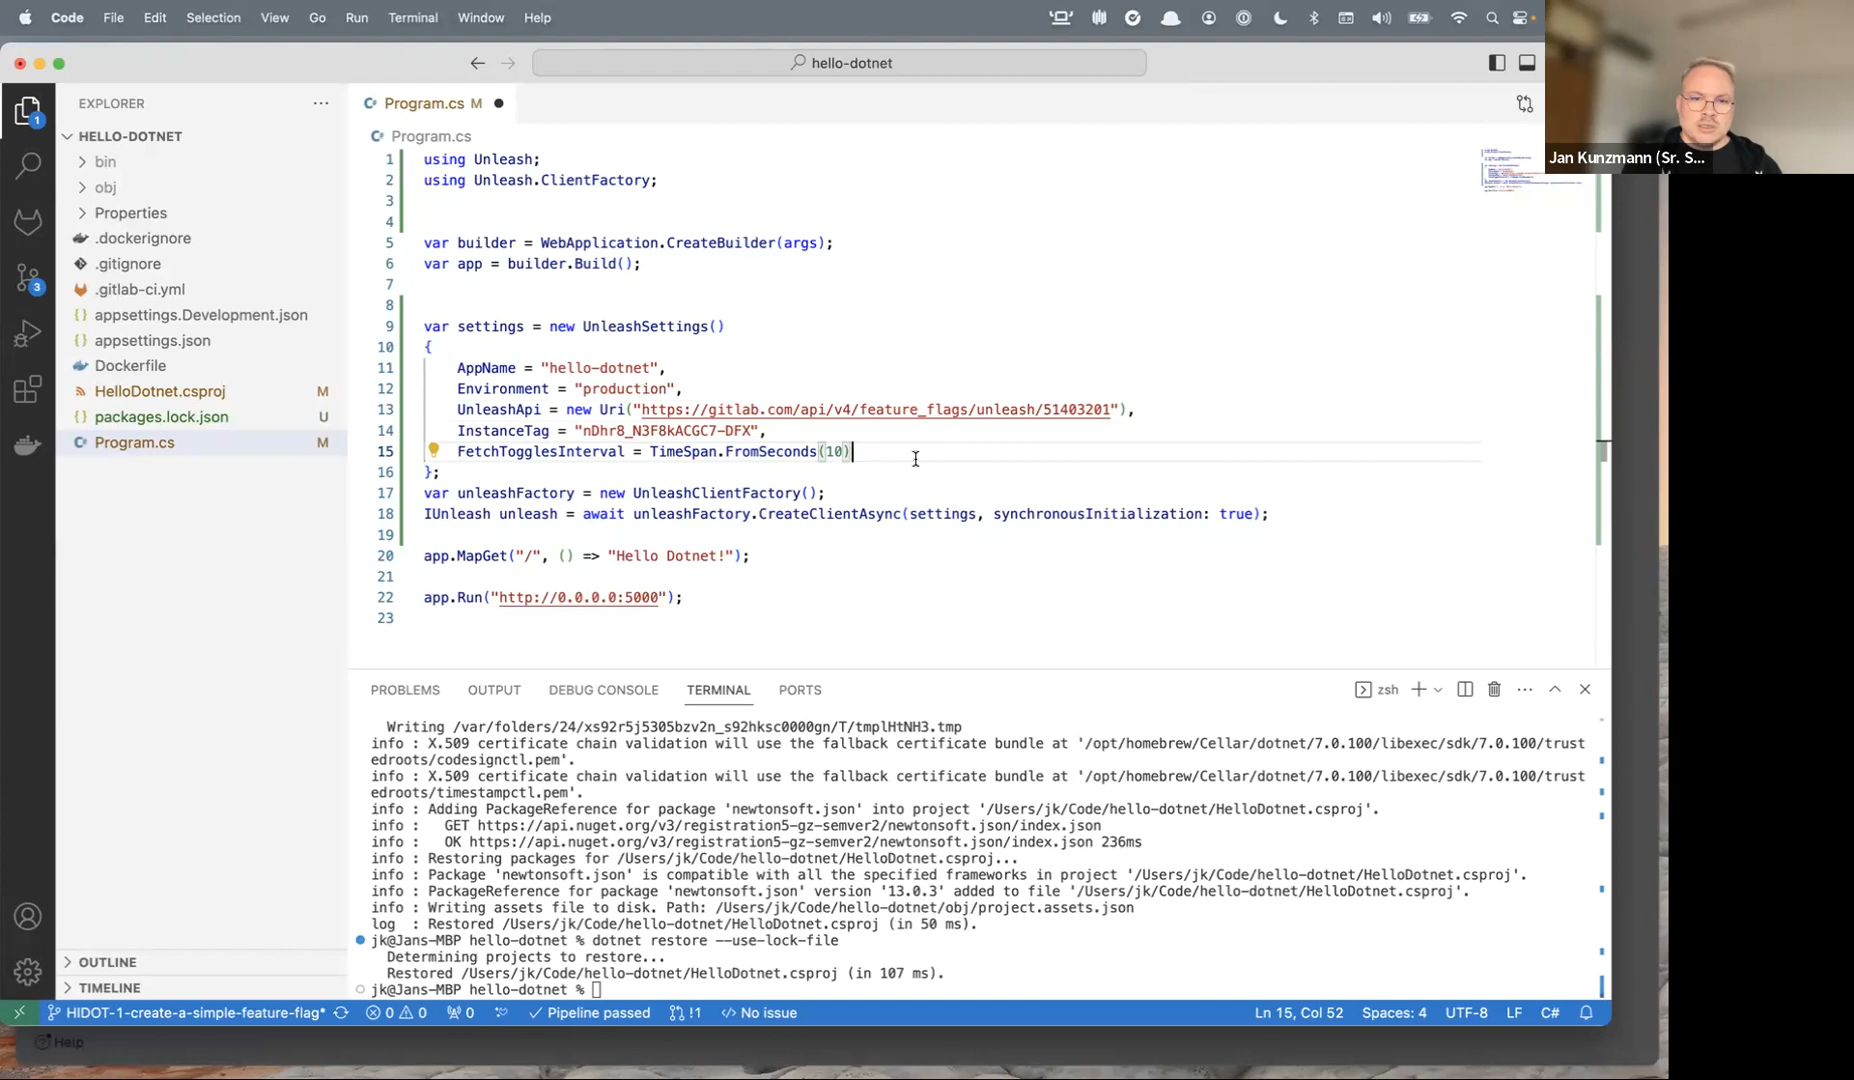 Code File Edit Selection View Go Run Terminal Window Help
hello-dotnet
Jan Kunzmann (Sr. S...
EXPLORER
HELLO-DOTNET
bin
obj
Properties
.dockerignore
.gitignore
.gitlab-ci.yml
appsettings.Development.json
appsettings.json
Dockerfile
HelloDotnet.csproj M
packages.lock.json U
Program.cs M
OUTLINE
TIMELINE
1
3
Program.cs M
Program.cs
1 using Unleash;
2 using Unleash.ClientFactory;
3
4
5 var builder = WebApplication.CreateBuilder(args);
6 var app = builder.Build();
7
8
9 var settings = new UnleashSettings()
10 {
11 AppName = "hello-dotnet",
12 Environment = "production",
13 UnleashApi = new Uri("https://gitlab.com/api/v4/feature_flags/unleash/51403201"),
14 InstanceTag = "nDhr8_N3F8kACGC7-DFX",
15 FetchTogglesInterval = TimeSpan.FromSeconds(10)
16 };
17 var unleashFactory = new UnleashClientFactory();
18 IUnleash unleash = await unleashFactory.CreateClientAsync(settings, synchronousInitialization: true);
19
20 app.MapGet("/", () => "Hello Dotnet!");
21
22 app.Run("http://0.0.0.0:5000");
23
PROBLEMS OUTPUT DEBUG CONSOLE TERMINAL PORTS
zsh
Writing /var/folders/24/xs92r5j5305bzv2n_s92hksc0000gn/T/tmplHtNH3.tmp
info : X.509 certificate chain validation will use the fallback certificate bundle at '/opt/homebrew/Cellar/dotnet/7.0.100/libexec/sdk/7.0.100/trust
edroots/codesignctl.pem'.
info : X.509 certificate chain validation will use the fallback certificate bundle at '/opt/homebrew/Cellar/dotnet/7.0.100/libexec/sdk/7.0.100/trust
edroots/timestampctl.pem'.
info : Adding PackageReference for package 'newtonsoft.json' into project '/Users/jk/Code/hello-dotnet/HelloDotnet.csproj'.
info : GET https://api.nuget.org/v3/registration5-gz-semver2/newtonsoft.json/index.json
info : OK https://api.nuget.org/v3/registration5-gz-semver2/newtonsoft.json/index.json 236ms
info : Restoring packages for /Users/jk/Code/hello-dotnet/HelloDotnet.csproj...
info : Package 'newtonsoft.json' is compatible with all the specified frameworks in project '/Users/jk/Code/hello-dotnet/HelloDotnet.csproj'.
info : PackageReference for package 'newtonsoft.json' version '13.0.3' added to file '/Users/jk/Code/hello-dotnet/HelloDotnet.csproj'.
info : Writing assets file to disk. Path: /Users/jk/Code/hello-dotnet/obj/project.assets.json
log : Restored /Users/jk/Code/hello-dotnet/HelloDotnet.csproj (in 50 ms).
jk@Jans-MBP hello-dotnet % dotnet restore --use-lock-file
Determining projects to restore...
Restored /Users/jk/Code/hello-dotnet/HelloDotnet.csproj (in 107 ms).
jk@Jans-MBP hello-dotnet %
HIDOT-1-create-a-simple-feature-flag* 0 0 0 Pipeline passed !1 No issue Ln 15, Col 52 Spaces: 4 UTF-8 LF C#
Help